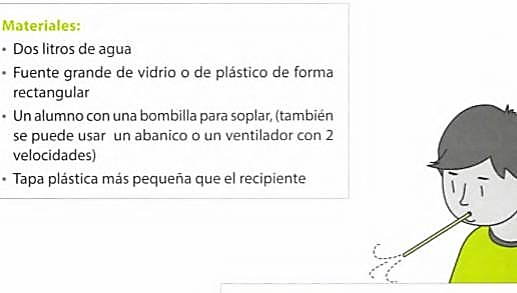 Materiales:
• Dos litros de agua
• Fuente grande de vidrio o de plástico de forma
rectangular
• Un alumno con una bombilla para soplar, (también
se puede usar un abanico o un ventilador con 2
velocidades)
• Tapa plástica más pequeña que el recipiente